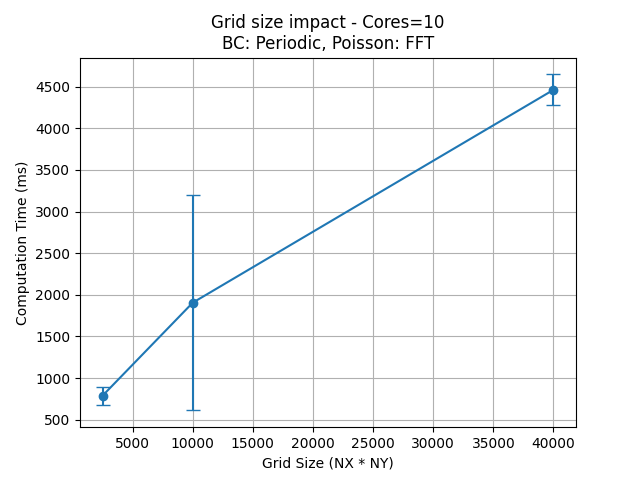 Grid size impact - Cores=10
BC: Periodic, Poisson: FFT
4500
4000
3500
3000
2500
2000
1500
1000
500
Computation Time (ms)
5000 10000 15000 20000 25000 30000 35000 40000
Grid Size (NX * NY)